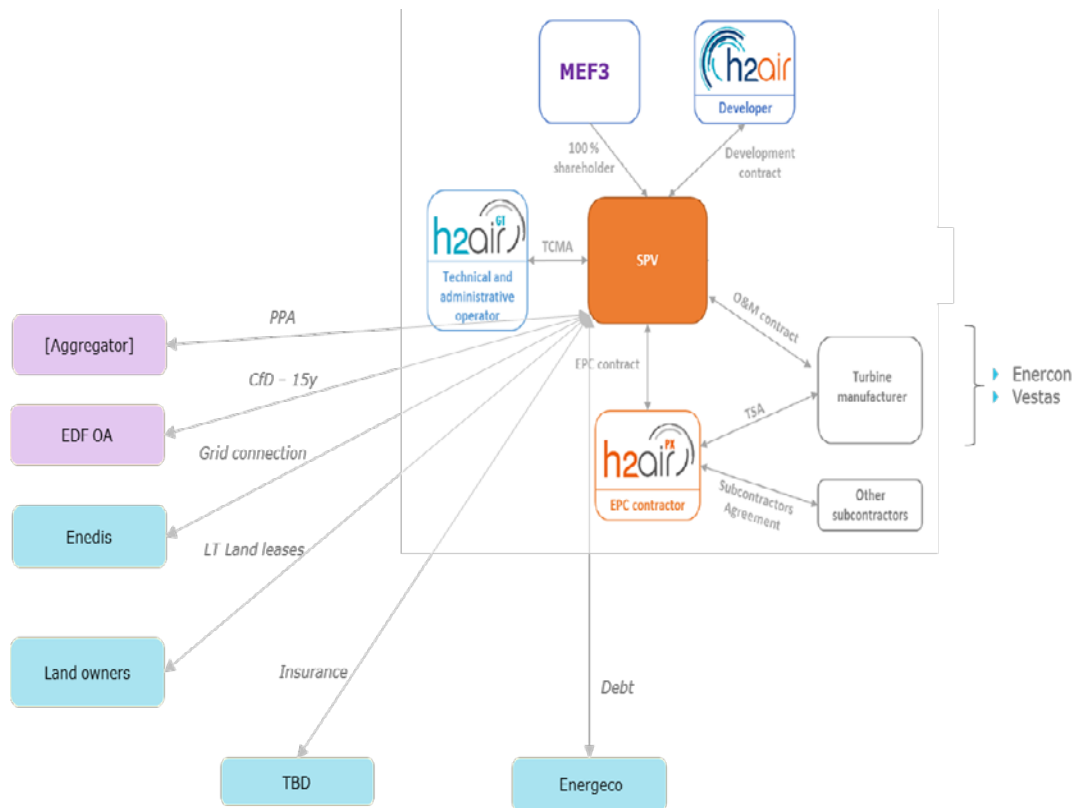 MEF3
h2air
Developer
100 %
shareholder
Development
contract
h2air GT
Technical and
administrative
operator
TCMA
SPV
O&M contract
PPA
[Aggregator]
CfD – 15y
EDF OA
EPC contract
Turbine
manufacturer
Enercon
Vestas
TSA
Grid connection
h2air PX
EPC contractor
Subcontractors
Agreement
Other
subcontractors
Enedis
LT Land leases
Land owners
Insurance
Debt
TBD
Energeco